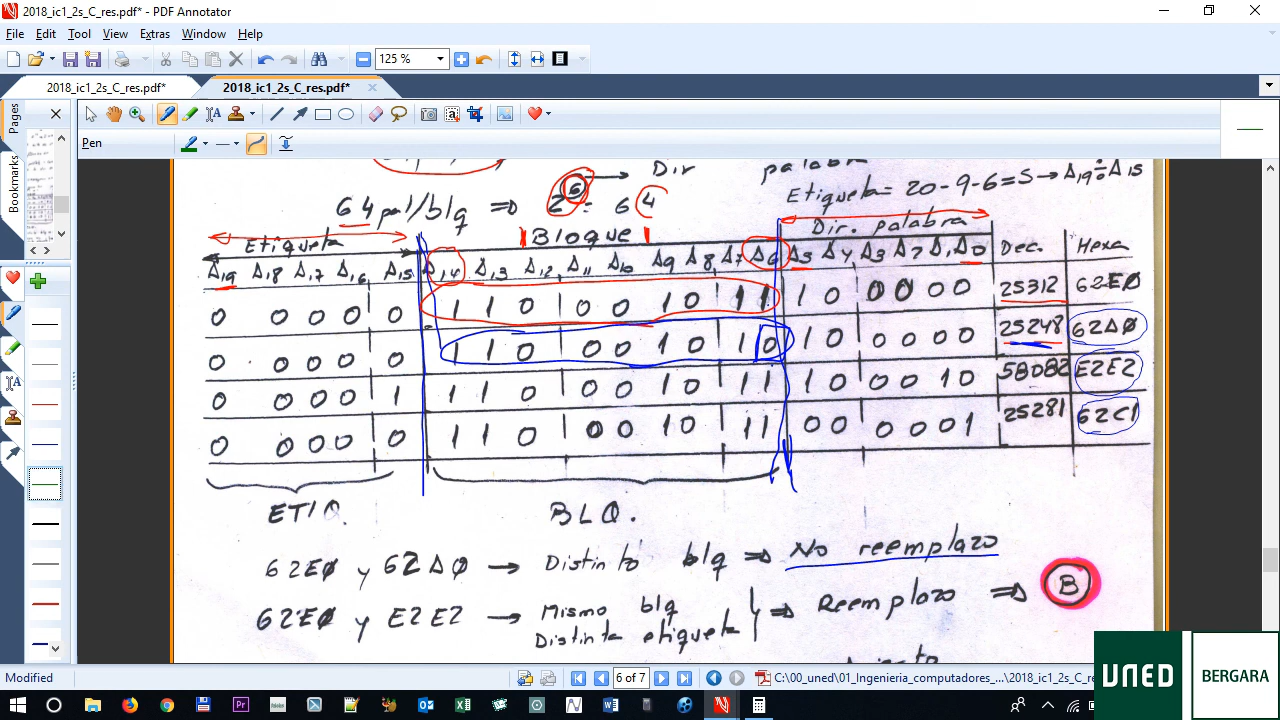 2018_ic1_2s_C_res.pdf* - PDF Annotator
File Edit Tool View Extras Window Help
125 %
2018_ic1_2s_C_res.pdf* 2018_ic1_2s_C_res.pdf*
Pages
Bookmarks
Pen
Dir palabra
Etiqueta = 20-9-6=5 → A19÷A15
64 pal/blq ⇒ 2^6 = 64
Etiqueta Bloque Dir. palabra Dec. Hexa
A19 A18 A17 A16 A15 A14 A13 A12 A11 A10 A9 A8 A7 A6 A5 A4 A3 A2 A1 A0
0 0 0 0 0 1 1 0 0 0 1 0 1 1 1 0 0 0 0 0 25312 62E0
0 0 0 0 0 1 1 0 0 0 1 0 1 0 1 0 0 0 0 0 25248 62A0
0 0 0 0 1 1 1 0 0 0 1 0 1 1 1 0 0 0 1 0 58082 E2E2
0 0 0 0 0 1 1 0 0 0 1 0 1 1 0 0 0 0 0 1 25281 62C1
ETIQ. BLQ.
62E0 y 62A0 → Distinto blq ⇒ No reemplazo
62E0 y E2E2 → Mismo blq
Distinta etiqueta } ⇒ Reemplazo ⇒ B
Modified
6 of 7
C:\00_uned\01_Ingenieria_computadores_...\2018_ic1_2s_C_res.
UNED
BERGARA